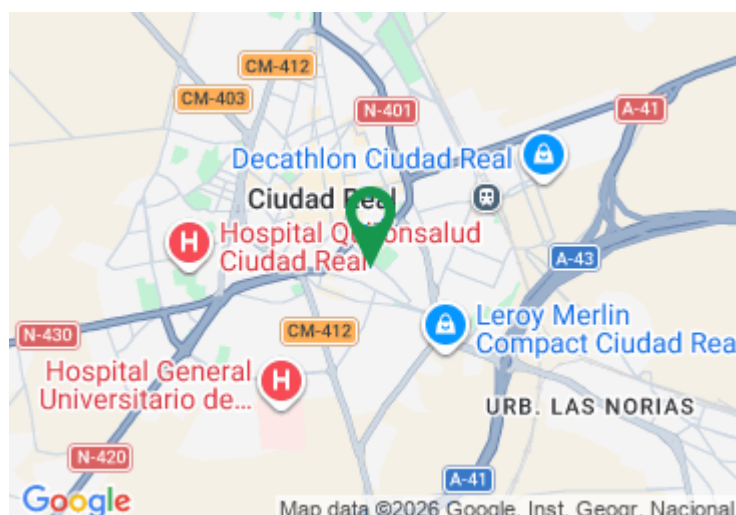 CM-412
CM-403
N-401
A-41
Decathlon Ciudad Real
Ciudad Real
Hospital Quirónsalud
Ciudad Real
A-43
N-430
CM-412
Leroy Merlin
Compact Ciudad Rea
Hospital General
Universitario de...
URB. LAS NORIAS
N-420
A-41
Google
Map data ©2026 Google, Inst. Geogr. Nacional